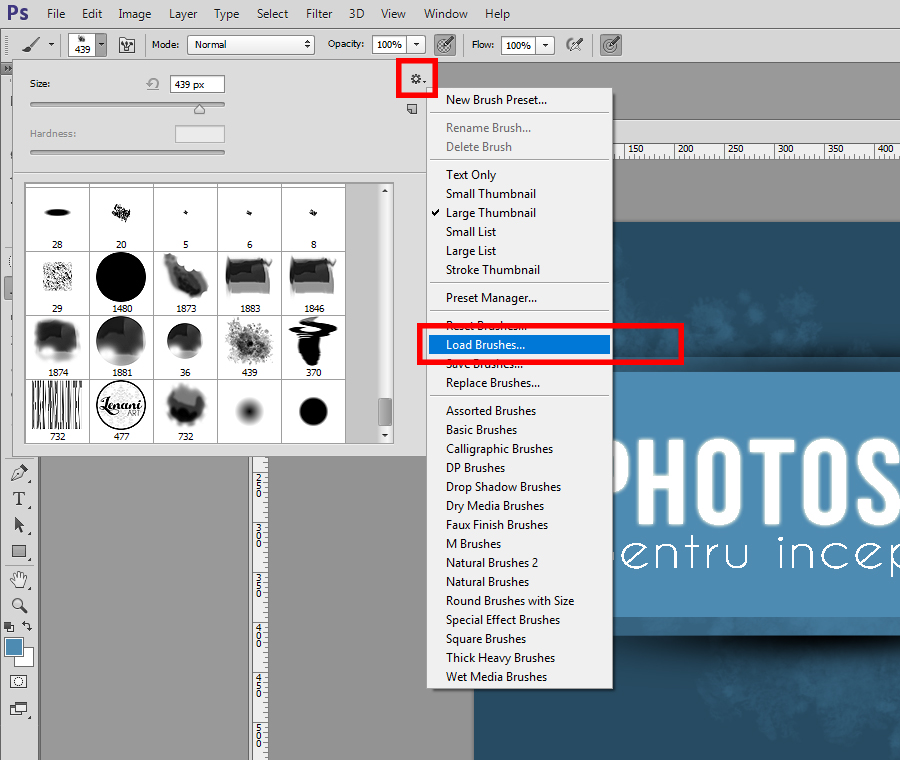 Ps File Edit Image Layer Type Select Filter 3D View Window Help
439 Mode: Normal Opacity: 100% Flow: 100%
Size: 439 px
Hardness:
28 20 5 6 8
29 1480 1873 1883 1846
1874 1881 36 439 370
732 Lenani ART 477 732
New Brush Preset...
Rename Brush...
Delete Brush
Text Only
Small Thumbnail
Large Thumbnail
Small List
Large List
Stroke Thumbnail
Preset Manager...
Reset Brushes...
Load Brushes...
Save Brushes...
Replace Brushes...
Assorted Brushes
Basic Brushes
Calligraphic Brushes
DP Brushes
Drop Shadow Brushes
Dry Media Brushes
Faux Finish Brushes
M Brushes
Natural Brushes 2
Natural Brushes
Round Brushes with Size
Special Effect Brushes
Square Brushes
Thick Heavy Brushes
Wet Media Brushes
150 200 250 300 350 400
PHOTOS
pentru incep
T
250
300
350
400
450
500